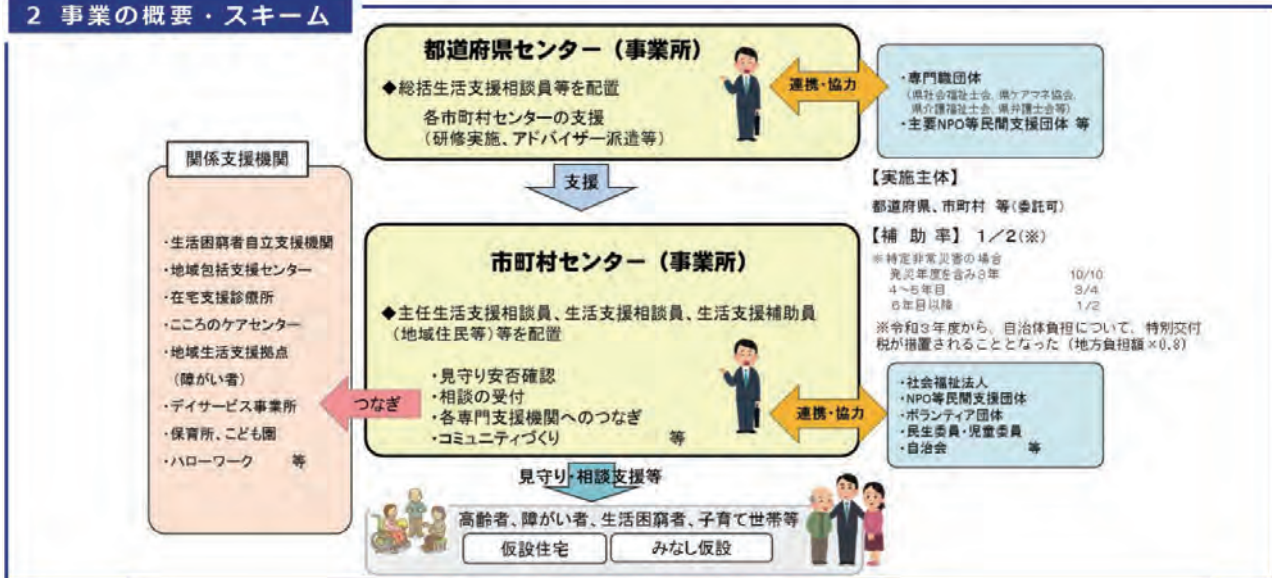 2 事業の概要・スキーム
都道府県センター(事業所)
◆総括生活支援相談員等を配置
各市町村センターの支援
(研修実施、アドバイザー派遣等)
連携・協力
・専門職団体
(県社会福祉士会、県ケアマネ協会、
県介護福祉士会、県弁護士会等)
・主要NPO等民間支援団体 等
支援
関係支援機関
・生活困窮者自立支援機関
・地域包括支援センター
・在宅支援診療所
・こころのケアセンター
・地域生活支援拠点
(障がい者)
・デイサービス事業所
・保育所、こども園
・ハローワーク 等
つなぎ
市町村センター(事業所)
◆主任生活支援相談員、生活支援相談員、生活支援補助員
(地域住民等)等を配置
・見守り安否確認
・相談の受付
・各専門支援機関へのつなぎ
・コミュニティづくり 等
【実施主体】
都道府県、市町村 等(委託可)
【補助率】 1/2(※)
※特定非常災害の場合
発災年度を含み3年 10/10
4~5年目 3/4
6年目以降 1/2
※令和3年度から、自治体負担について、特別交付
税が措置されることとなった(地方負担額×0.8)
連携・協力
・社会福祉法人
・NPO等民間支援団体
・ボランティア団体
・民生委員・児童委員
・自治会 等
見守り・相談支援等
高齢者、障がい者、生活困窮者、子育て世帯等
仮設住宅
みなし仮設